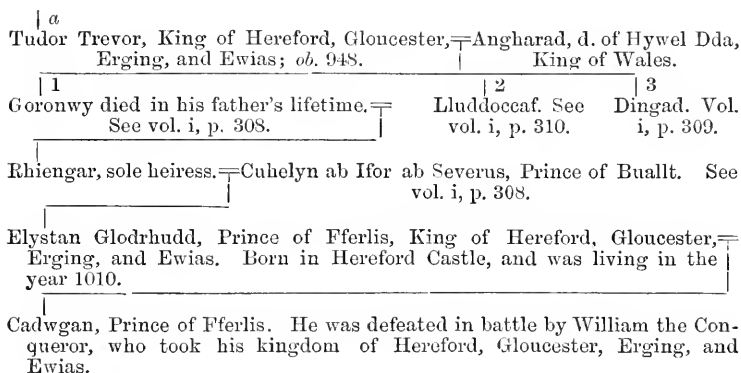 a
Tudor Trevor, King of Hereford, Gloucester,╤Angharad, d. of Hywel Dda,
Erging, and Ewias; ob. 948. King of Wales.
1 2 3
Goronwy died in his father's lifetime.╤ Lluddoccaf. See Dingad. Vol.
See vol. i, p. 308. vol. i, p. 310. i, p. 309.
Rhiengar, sole heiress.╤Cuhelyn ab Ifor ab Severus, Prince of Buallt. See
vol. i, p. 308.
Elystan Glodrhudd, Prince of Fferlis, King of Hereford, Gloucester,╤
Erging, and Ewias. Born in Hereford Castle, and was living in the
year 1010.
Cadwgan, Prince of Fferlis. He was defeated in battle by William the Con-
queror, who took his kingdom of Hereford, Gloucester, Erging, and
Ewias.